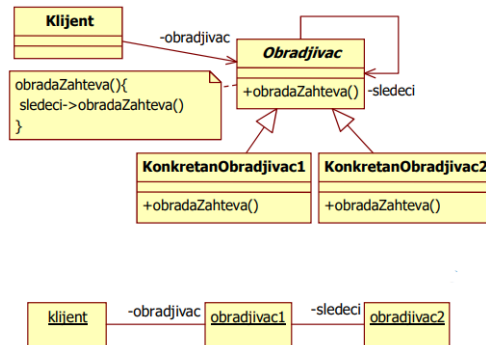 Klijent
-obradjivac
Obradjivac
+obradaZahteva()
-sledeci
obradaZahteva(){
sledeci->obradaZahteva()
}
KonkretanObradjivac1
+obradaZahteva()
KonkretanObradjivac2
+obradaZahteva()
klijent
-obradjivac
obradjivac1
-sledeci
obradjivac2